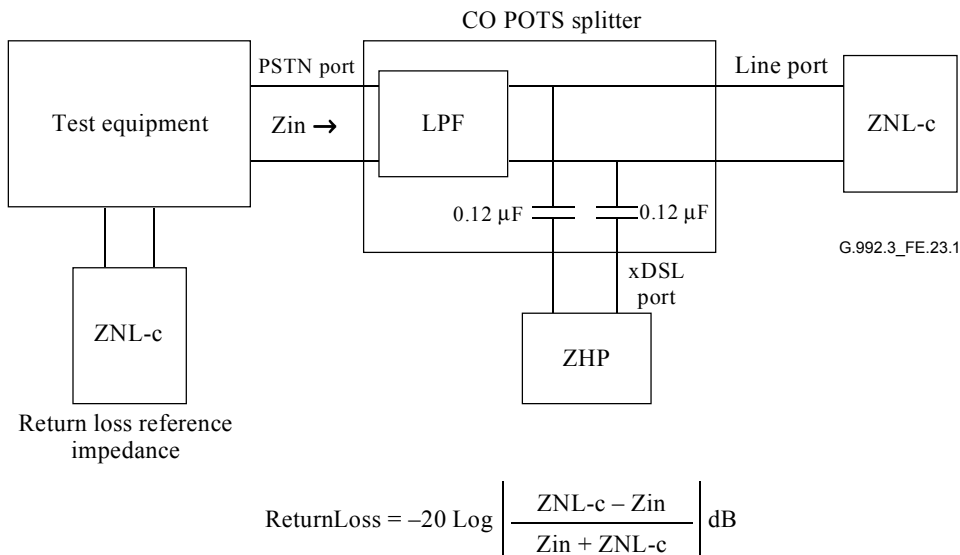 CO POTS splitter
PSTN port
Line port
Test equipment
Zin →
LPF
ZNL-c
0.12 µF
0.12 µF
G.992.3_FE.23.1
xDSL
port
ZNL-c
ZHP
Return loss reference
impedance
ReturnLoss = –20 Log | ZNL-c – Zin / Zin + ZNL-c | dB